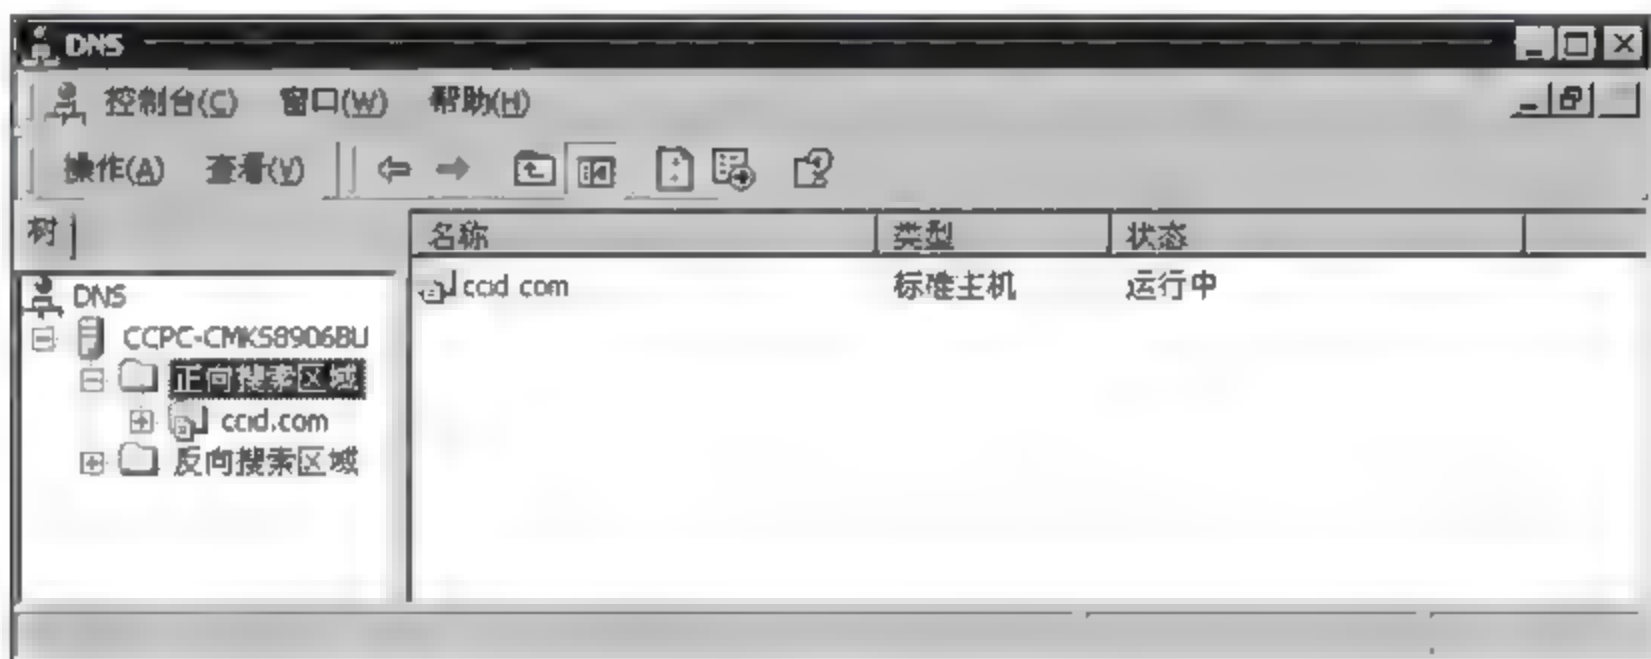 DNS
控制台(C) 窗口(W) 帮助(H)
操作(A) 查看(V)
树
名称 类型 状态
ccid com 标准主机 运行中
DNS
CCPC-CMKS8906BU
正向搜索区域
ccid.com
反向搜索区域